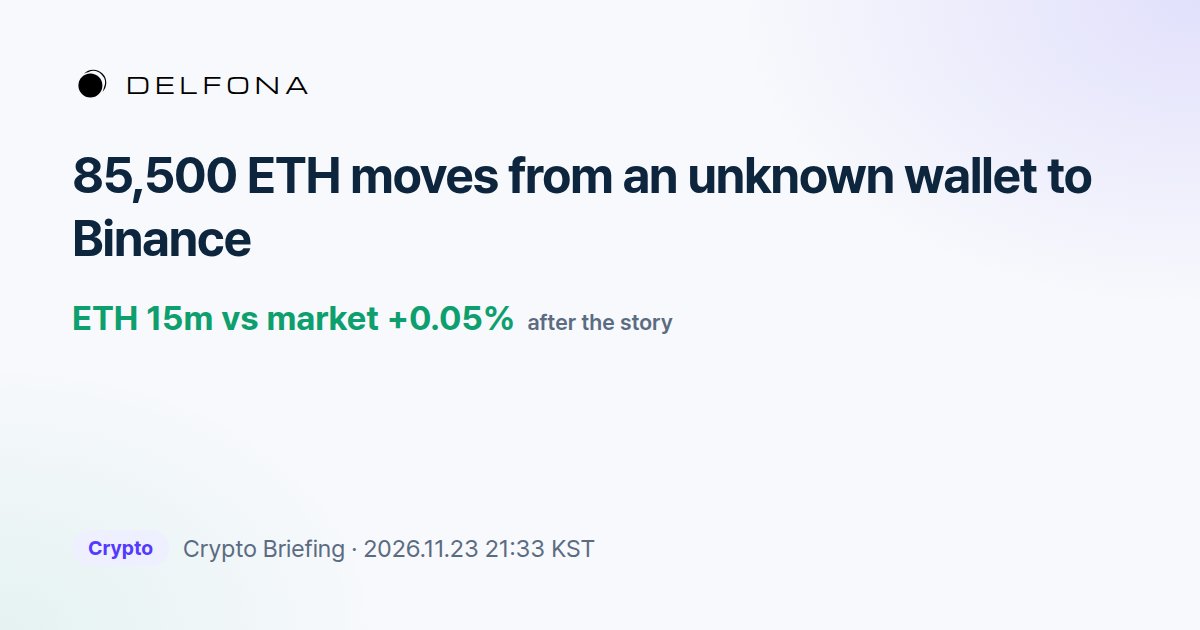 DELFONA
85,500 ETH moves from an unknown wallet to
Binance
ETH 15m vs market +0.05% after the story
Crypto Crypto Briefing · 2026.11.23 21:33 KST